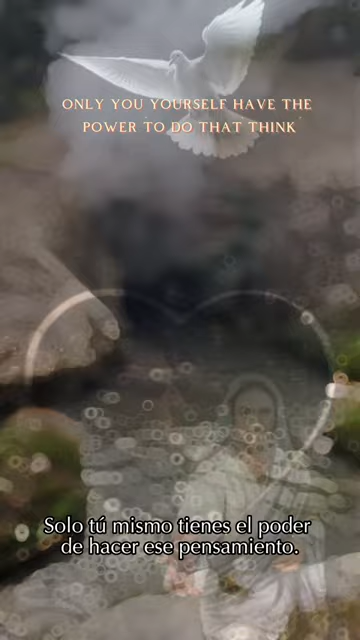 ONLY YOU YOURSELF HAVE THE
POWER TO DO THAT THINK
Solo tú mismo tienes el poder
de hacer ese pensamiento.